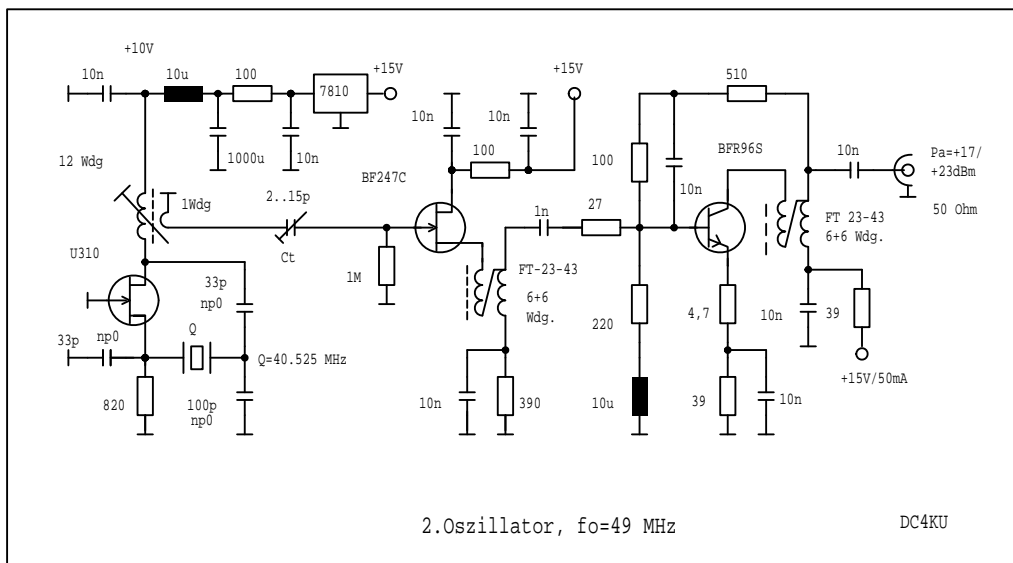 +10V
10n
10u
100
7810
+15V
1000u
10n
12 Wdg
1Wdg
2..15p
Ct
U310
33p
np0
33p
np0
Q
Q=40.525 MHz
820
100p
np0
10n
10n
+15V
100
BF247C
1M
1n
27
FT-23-43
6+6
Wdg.
10n
390
510
100
10n
BFR96S
10n
Pa=+17/
+23dBm
50 Ohm
FT 23-43
6+6 Wdg.
220
4,7
10n
39
+15V/50mA
10u
39
10n
2.Oszillator, fo=49 MHz
DC4KU